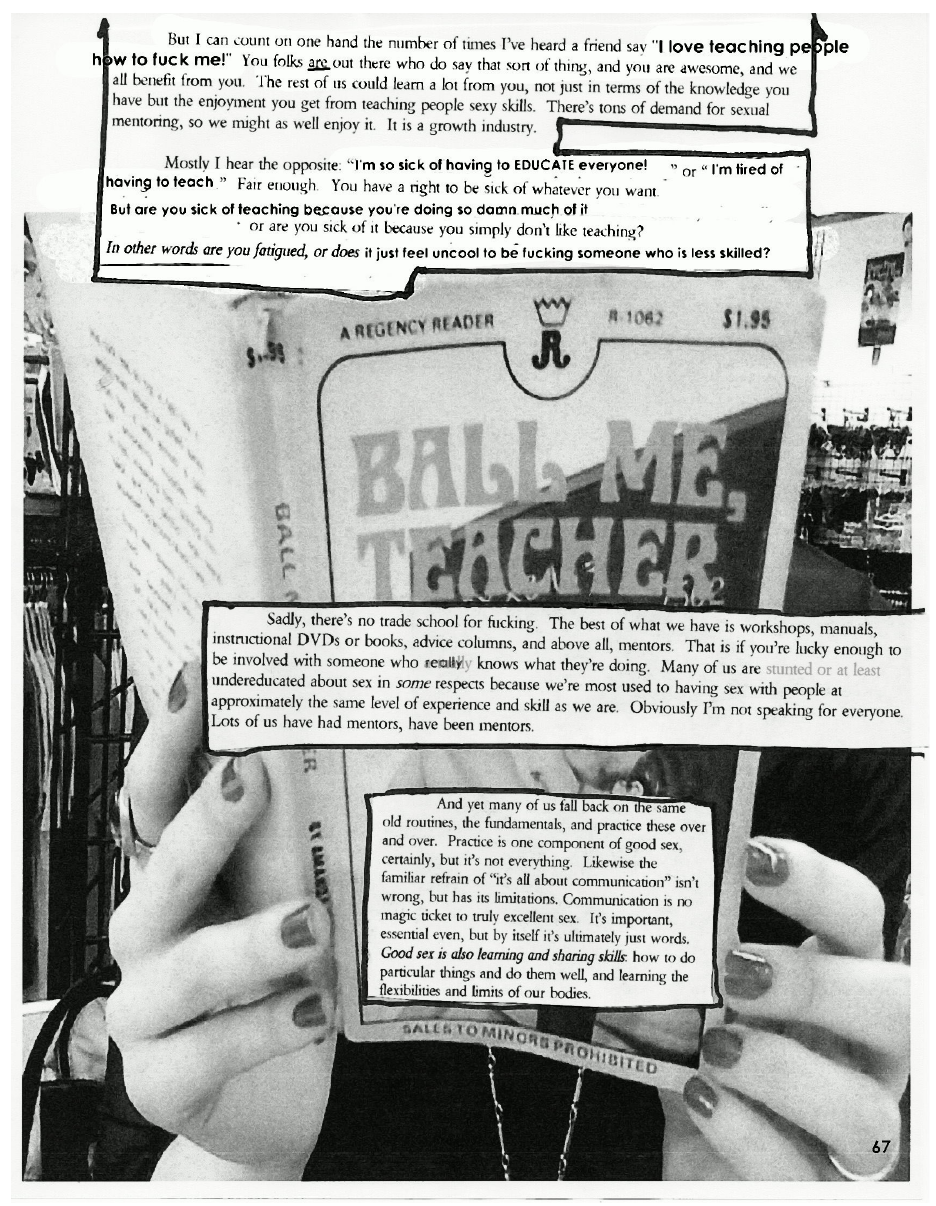 But I can count on one hand the number of times I've heard a friend say "I love teaching people
how to fuck me!" You folks are out there who do say that sort of thing, and you are awesome, and we
all benefit from you. The rest of us could learn a lot from you, not just in terms of the knowledge you
have but the enjoyment you get from teaching people sexy skills. There's tons of demand for sexual
mentoring, so we might as well enjoy it. It is a growth industry.
Mostly I hear the opposite: "I'm so sick of having to EDUCATE everyone! " or " I'm tired of
having to teach " Fair enough. You have a right to be sick of whatever you want.
But are you sick of teaching because you're doing so damn much of it
or are you sick of it because you simply don't like teaching?
In other words are you fatigued, or does it just feel uncool to be fucking someone who is less skilled?
A REGENCY READER
R-1062
$1.95
$1.95
R
BALL ME,
TEACHER
BALL
Sadly, there's no trade school for fucking. The best of what we have is workshops, manuals,
instructional DVDs or books, advice columns, and above all, mentors. That is if you're lucky enough to
be involved with someone who really knows what they're doing. Many of us are stunted or at least
undereducated about sex in some respects because we're most used to having sex with people at
approximately the same level of experience and skill as we are. Obviously I'm not speaking for everyone.
Lots of us have had mentors, have been mentors.
ER
BY
And yet many of us fall back on the same
old routines, the fundamentals, and practice these over
and over. Practice is one component of good sex,
certainly, but it's not everything. Likewise the
familiar refrain of "it's all about communication" isn't
wrong, but has its limitations. Communication is no
magic ticket to truly excellent sex. It's important,
essential even, but by itself it's ultimately just words.
Good sex is also learning and sharing skills: how to do
particular things and do them well, and learning the
flexibilities and limits of our bodies.
SALES TO MINORS PROHIBITED
67